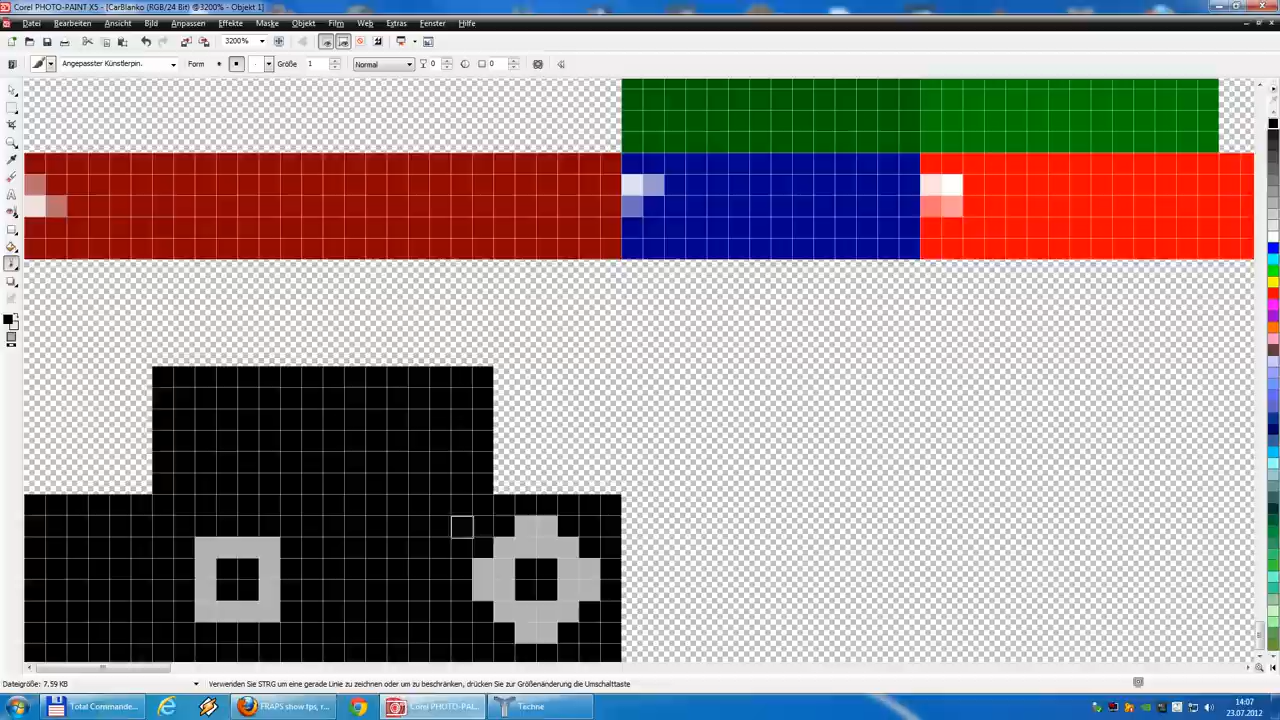 Corel PHOTO-PAINT X5 - [CarBlanko (RGB/24 Bit) @3200% - Objekt 1]
Datei Bearbeiten Ansicht Bild Anpassen Effekte Maske Objekt Film Web Extras Fenster Hilfe
3200%
Angepasster Künstlerpin. Form Größe 1 Normal 0 0
Dateigröße: 7,59 KB Verwenden Sie STRG um eine gerade Linie zu zeichnen oder um zu beschränken, drücken Sie zur Größenänderung die Umschalttaste
Total Commande... FRAPS show fps, r... Corel PHOTO-PAI... Techne 14:07
23.07.2012